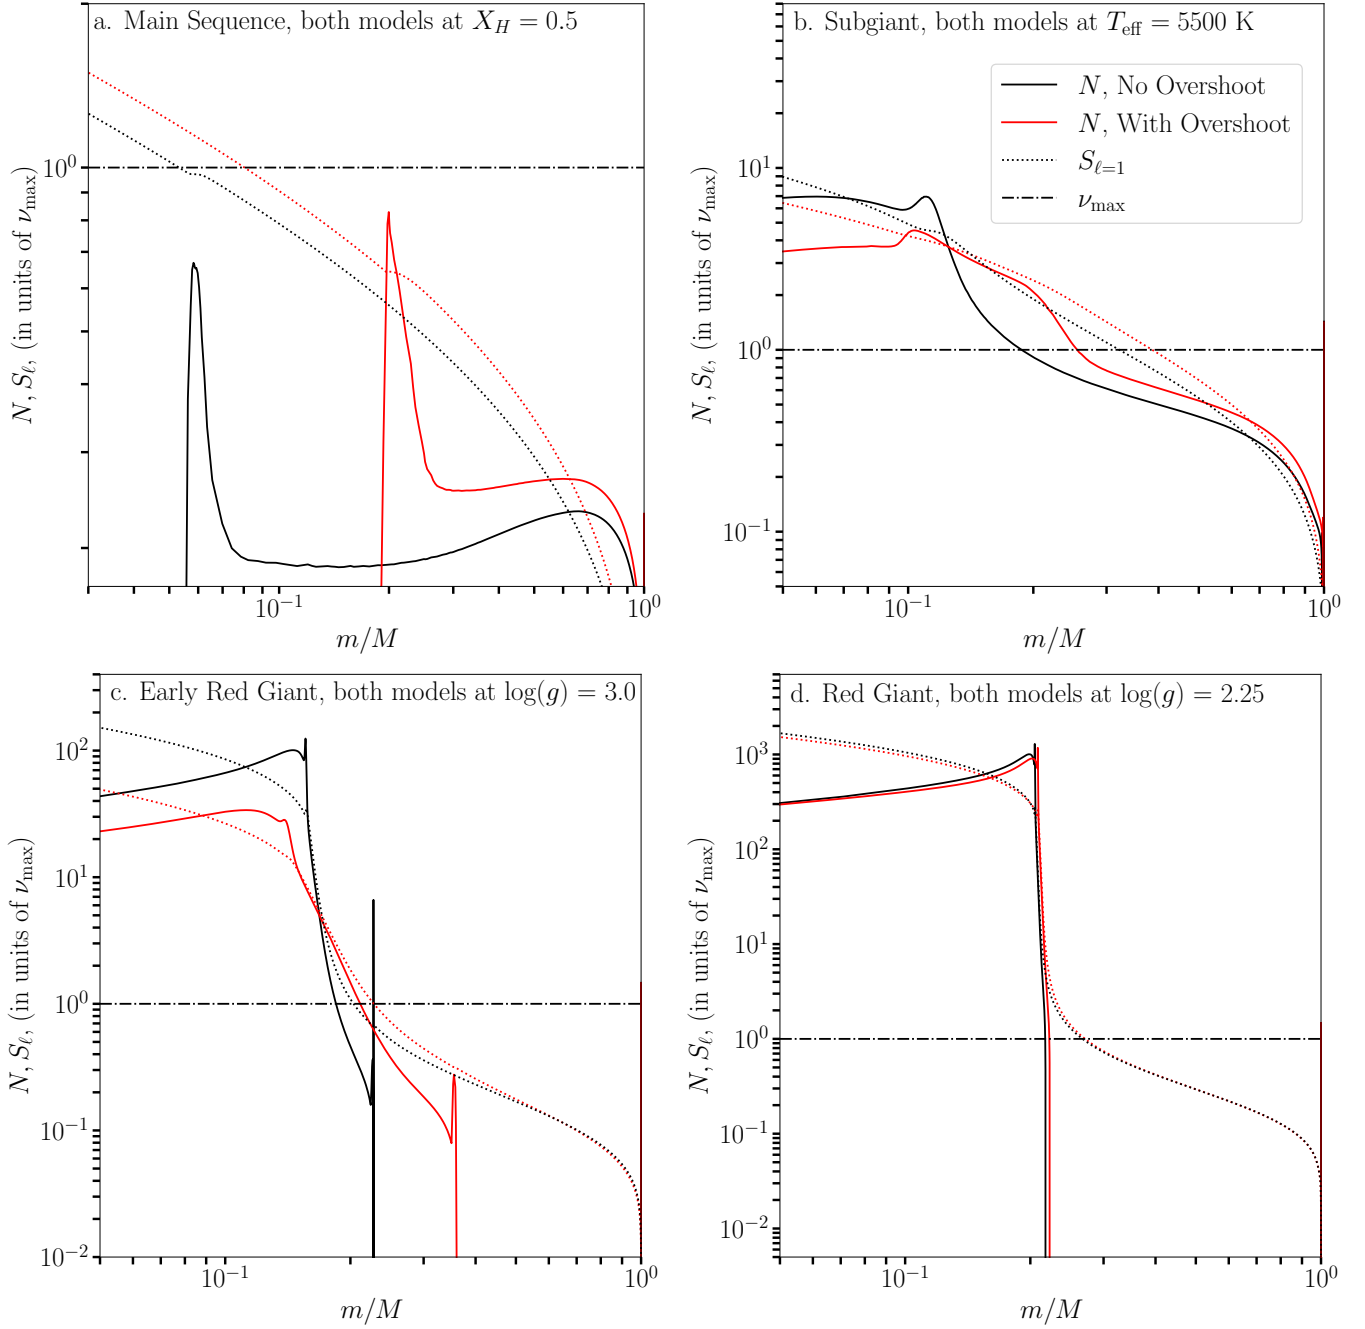 a. Main Sequence, both models at X_H = 0.5
N, S_ℓ, (in units of ν_max)
10^0
10^-1
10^0
m/M
b. Subgiant, both models at T_eff = 5500 K
N, No Overshoot
N, With Overshoot
S_ℓ=1
ν_max
N, S_ℓ, (in units of ν_max)
10^1
10^0
10^-1
10^-1
10^0
m/M
c. Early Red Giant, both models at log(g) = 3.0
N, S_ℓ, (in units of ν_max)
10^2
10^1
10^0
10^-1
10^-2
10^-1
10^0
m/M
d. Red Giant, both models at log(g) = 2.25
N, S_ℓ, (in units of ν_max)
10^3
10^2
10^1
10^0
10^-1
10^-2
10^-1
10^0
m/M